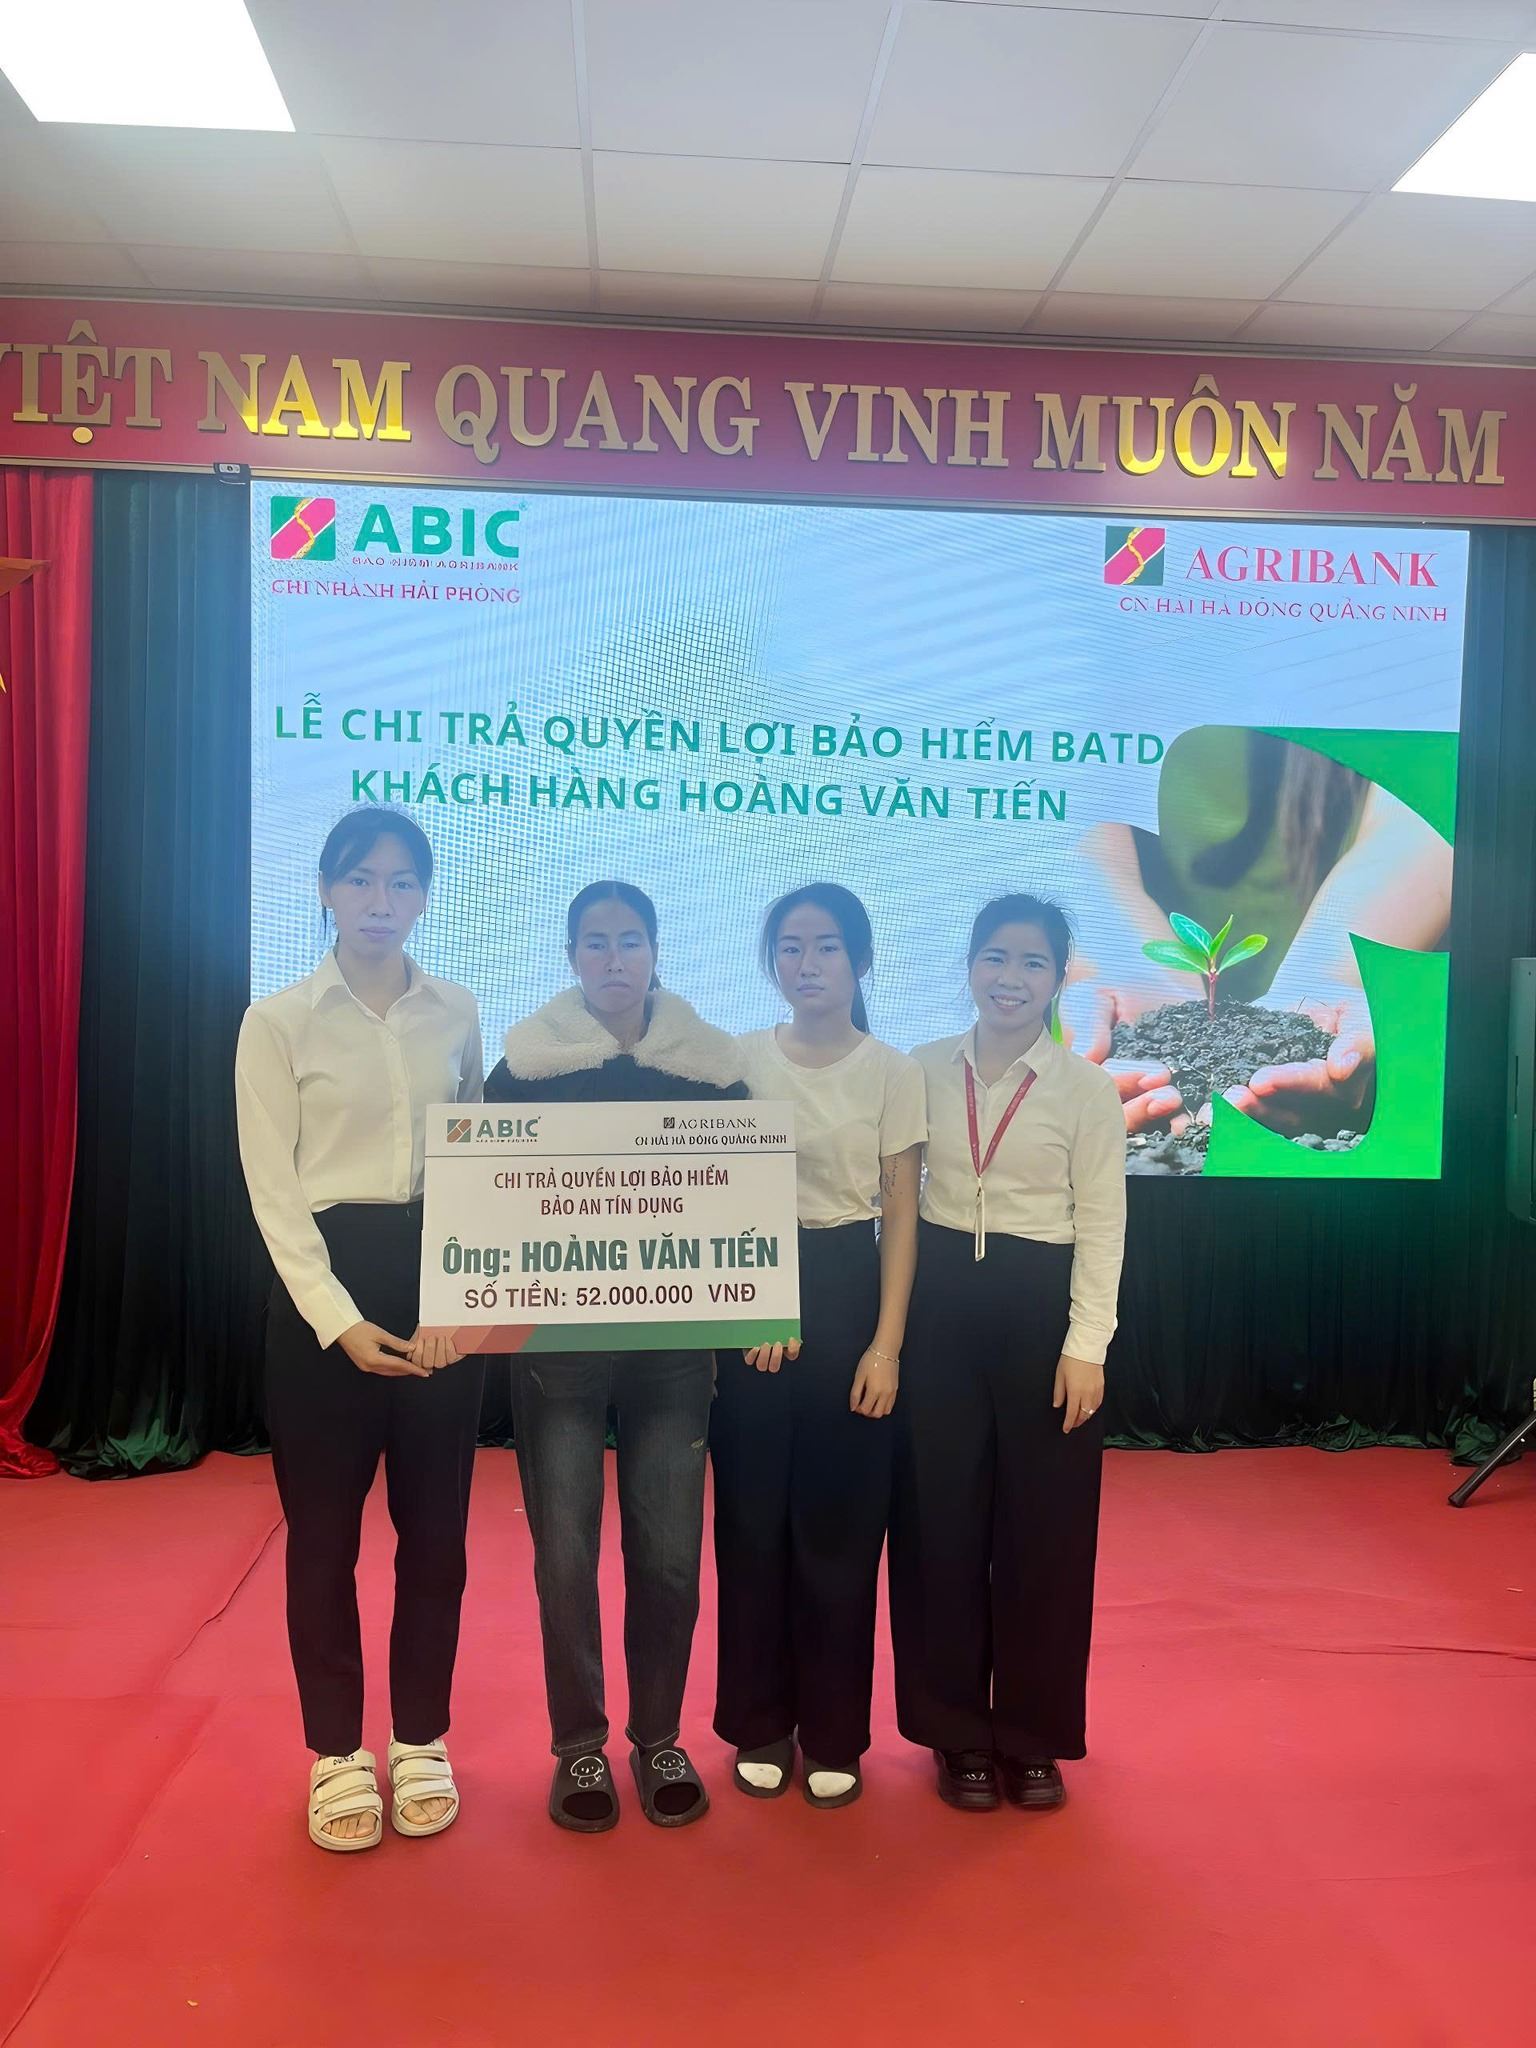 VIỆT NAM QUANG VINH MUÔN NĂM
ABIC
BẢO HIỂM AGRIBANK
CHI NHÁNH HẢI PHÒNG
AGRIBANK
CN HẢI HÀ ĐÔNG QUẢNG NINH
LỄ CHI TRẢ QUYỀN LỢI BẢO HIỂM BATD
KHÁCH HÀNG HOÀNG VĂN TIẾN
ABIC
BẢO HIỂM AGRIBANK
AGRIBANK
CN HẢI HÀ ĐÔNG QUẢNG NINH
CHI TRẢ QUYỀN LỢI BẢO HIỂM
BẢO AN TÍN DỤNG
Ông: HOÀNG VĂN TIẾN
SỐ TIỀN: 52.000.000 VNĐ